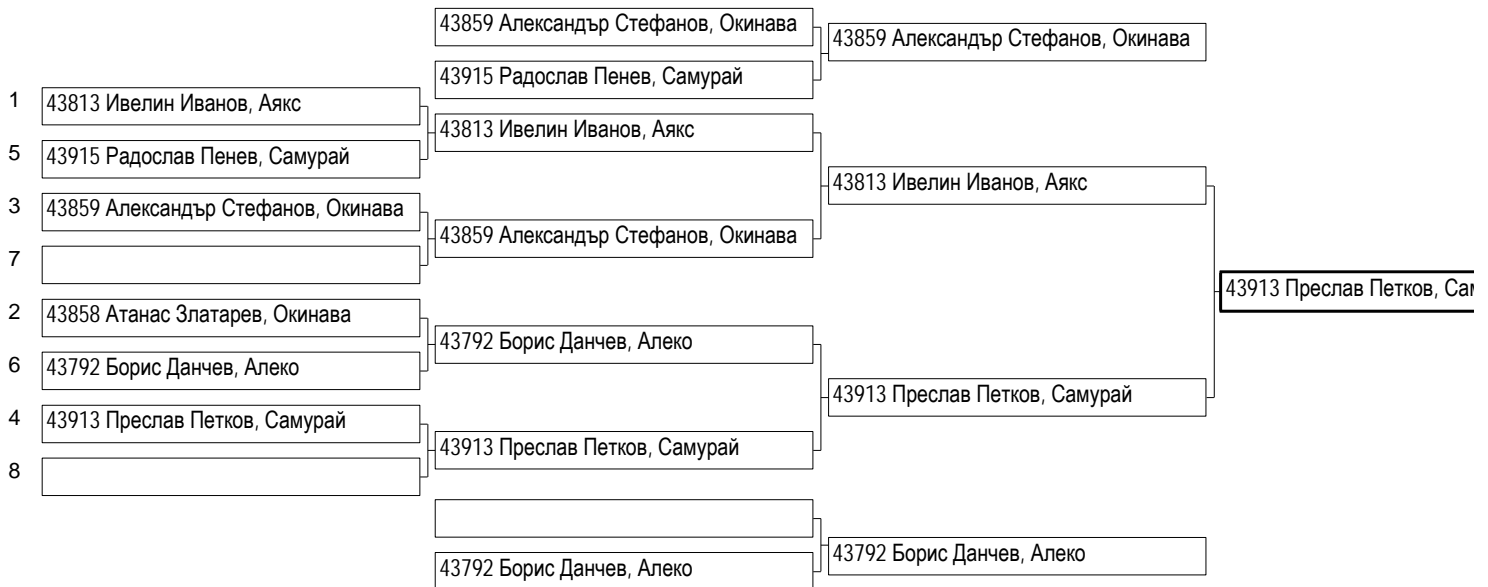 43859 Александър Стефанов, Окинава
43859 Александър Стефанов, Окинава
43915 Радослав Пенев, Самурай
1 43813 Ивелин Иванов, Аякс
43813 Ивелин Иванов, Аякс
5 43915 Радослав Пенев, Самурай
43813 Ивелин Иванов, Аякс
3 43859 Александър Стефанов, Окинава
43859 Александър Стефанов, Окинава
7
43913 Преслав Петков,
2 43858 Атанас Златарев, Окинава
43792 Борис Данчев, Алеко
6 43792 Борис Данчев, Алеко
43913 Преслав Петков, Самурай
4 43913 Преслав Петков, Самурай
43913 Преслав Петков, Самурай
8
43792 Борис Данчев, Алеко
43792 Борис Данчев, Алеко